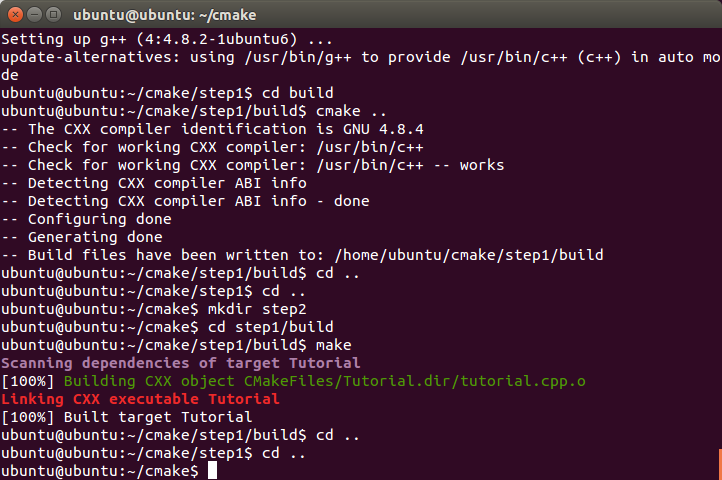 ubuntu@ubuntu: ~/cmake
Setting up g++ (4:4.8.2-1ubuntu6) ...
update-alternatives: using /usr/bin/g++ to provide /usr/bin/c++ (c++) in auto mo
de
ubuntu@ubuntu:~/cmake/step1$ cd build
ubuntu@ubuntu:~/cmake/step1/build$ cmake ..
-- The CXX compiler identification is GNU 4.8.4
-- Check for working CXX compiler: /usr/bin/c++
-- Check for working CXX compiler: /usr/bin/c++ -- works
-- Detecting CXX compiler ABI info
-- Detecting CXX compiler ABI info - done
-- Configuring done
-- Generating done
-- Build files have been written to: /home/ubuntu/cmake/step1/build
ubuntu@ubuntu:~/cmake/step1/build$ cd ..
ubuntu@ubuntu:~/cmake/step1$ cd ..
ubuntu@ubuntu:~/cmake$ mkdir step2
ubuntu@ubuntu:~/cmake$ cd step1/build
ubuntu@ubuntu:~/cmake/step1/build$ make
Scanning dependencies of target Tutorial
[100%] Building CXX object CMakeFiles/Tutorial.dir/tutorial.cpp.o
Linking CXX executable Tutorial
[100%] Built target Tutorial
ubuntu@ubuntu:~/cmake/step1/build$ cd ..
ubuntu@ubuntu:~/cmake/step1$ cd ..
ubuntu@ubuntu:~/cmake$